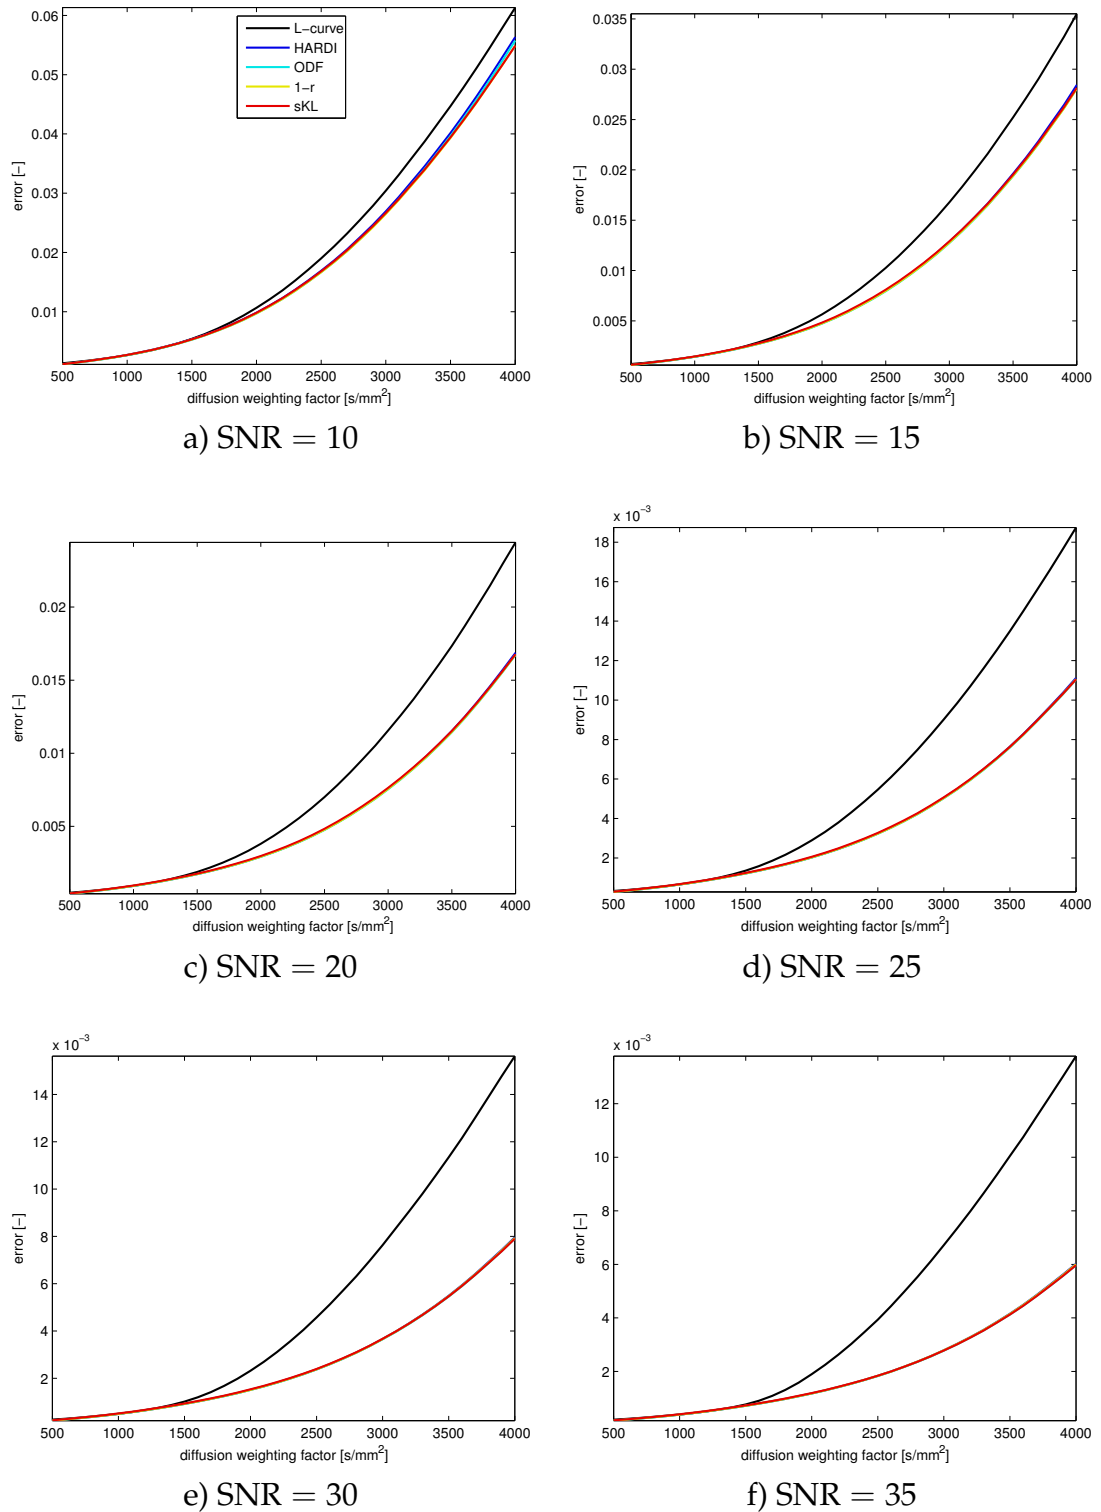 0.06
0.05
0.04
0.03
0.02
0.01
error [−]
L−curve
HARDI
ODF
1−r
sKL
500 1000 1500 2000 2500 3000 3500 4000
diffusion weighting factor [s/mm²]
a) SNR = 10
0.035
0.03
0.025
0.02
0.015
0.01
0.005
error [−]
500 1000 1500 2000 2500 3000 3500 4000
diffusion weighting factor [s/mm²]
b) SNR = 15
0.02
0.015
0.01
0.005
error [−]
500 1000 1500 2000 2500 3000 3500 4000
diffusion weighting factor [s/mm²]
c) SNR = 20
x 10⁻³
18
16
14
12
10
8
6
4
2
error [−]
500 1000 1500 2000 2500 3000 3500 4000
diffusion weighting factor [s/mm²]
d) SNR = 25
x 10⁻³
14
12
10
8
6
4
2
error [−]
500 1000 1500 2000 2500 3000 3500 4000
diffusion weighting factor [s/mm²]
e) SNR = 30
x 10⁻³
12
10
8
6
4
2
error [−]
500 1000 1500 2000 2500 3000 3500 4000
diffusion weighting factor [s/mm²]
f) SNR = 35